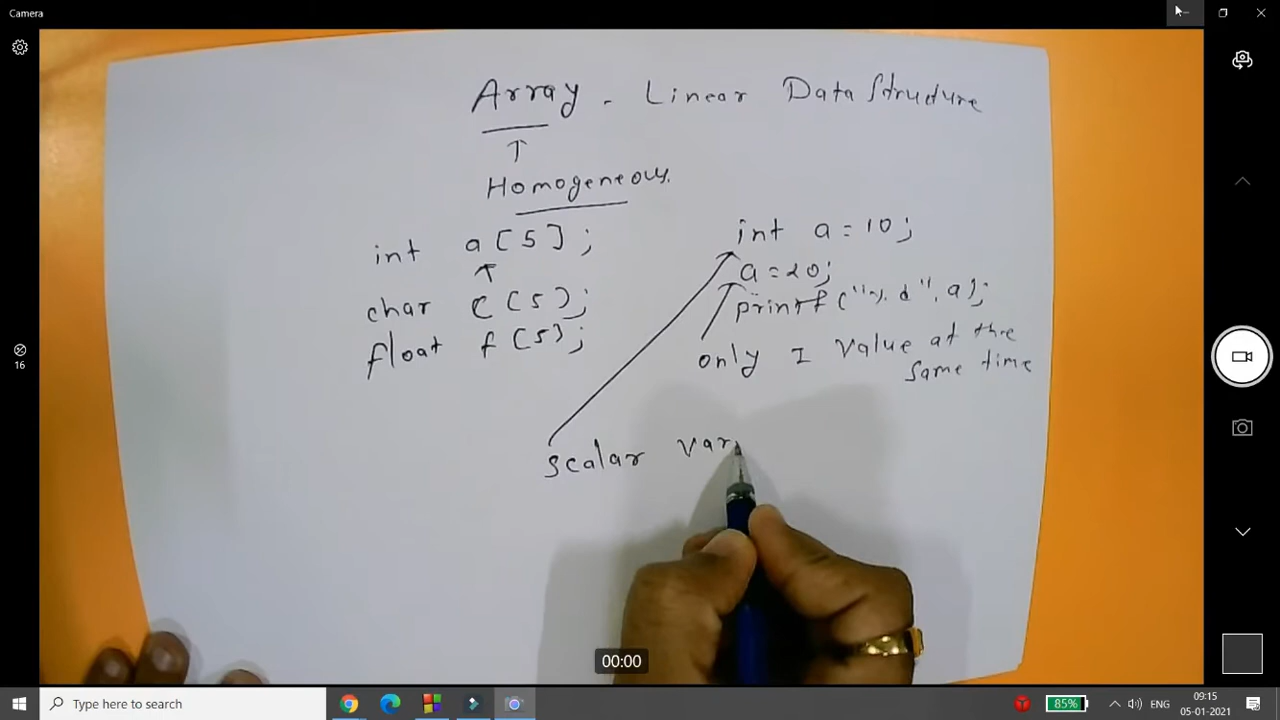 Camera
Array - Linear Data Structure
Homogeneous.
int a[5];
char c[5];
float f[5];
int a=10;
a=20;
printf("%d", a);
only 1 value at the
same time
scalar var
16
00:00
Type here to search
85%
ENG
09:15
05-01-2021